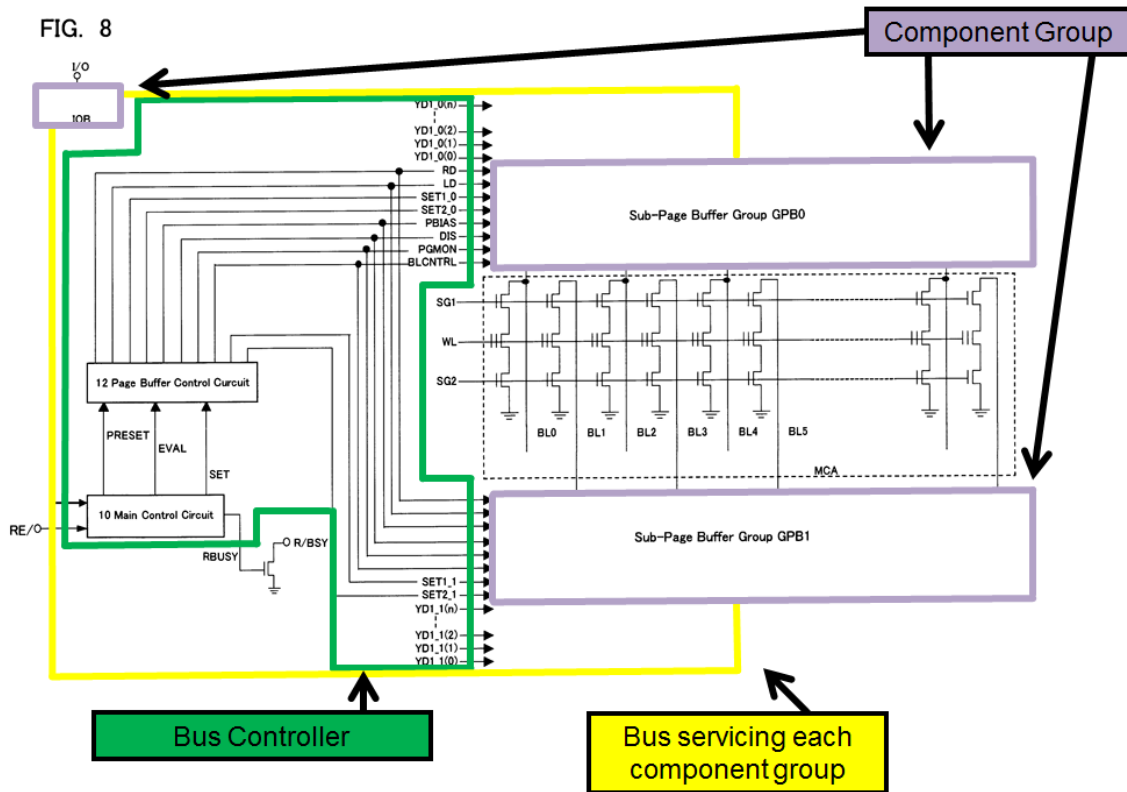 FIG. 8
Component Group
I/O
IOB
YD1_0(n)
YD1_0(2)
YD1_0(1)
YD1_0(0)
RD
LD
SET1_0
SET2_0
PBIAS
DIS
PGMON
BLCNTRL
Sub-Page Buffer Group GPB0
SG1
WL
SG2
12 Page Buffer Control Curcuit
PRESET
EVAL
SET
BL0
BL1
BL2
BL3
BL4
BL5
MCA
10 Main Control Circuit
RE/
RBUSY
R/BSY
Sub-Page Buffer Group GPB1
SET1_1
SET2_1
YD1_1(n)
YD1_1(2)
YD1_1(1)
YD1_1(0)
Bus Controller
Bus servicing each
component group